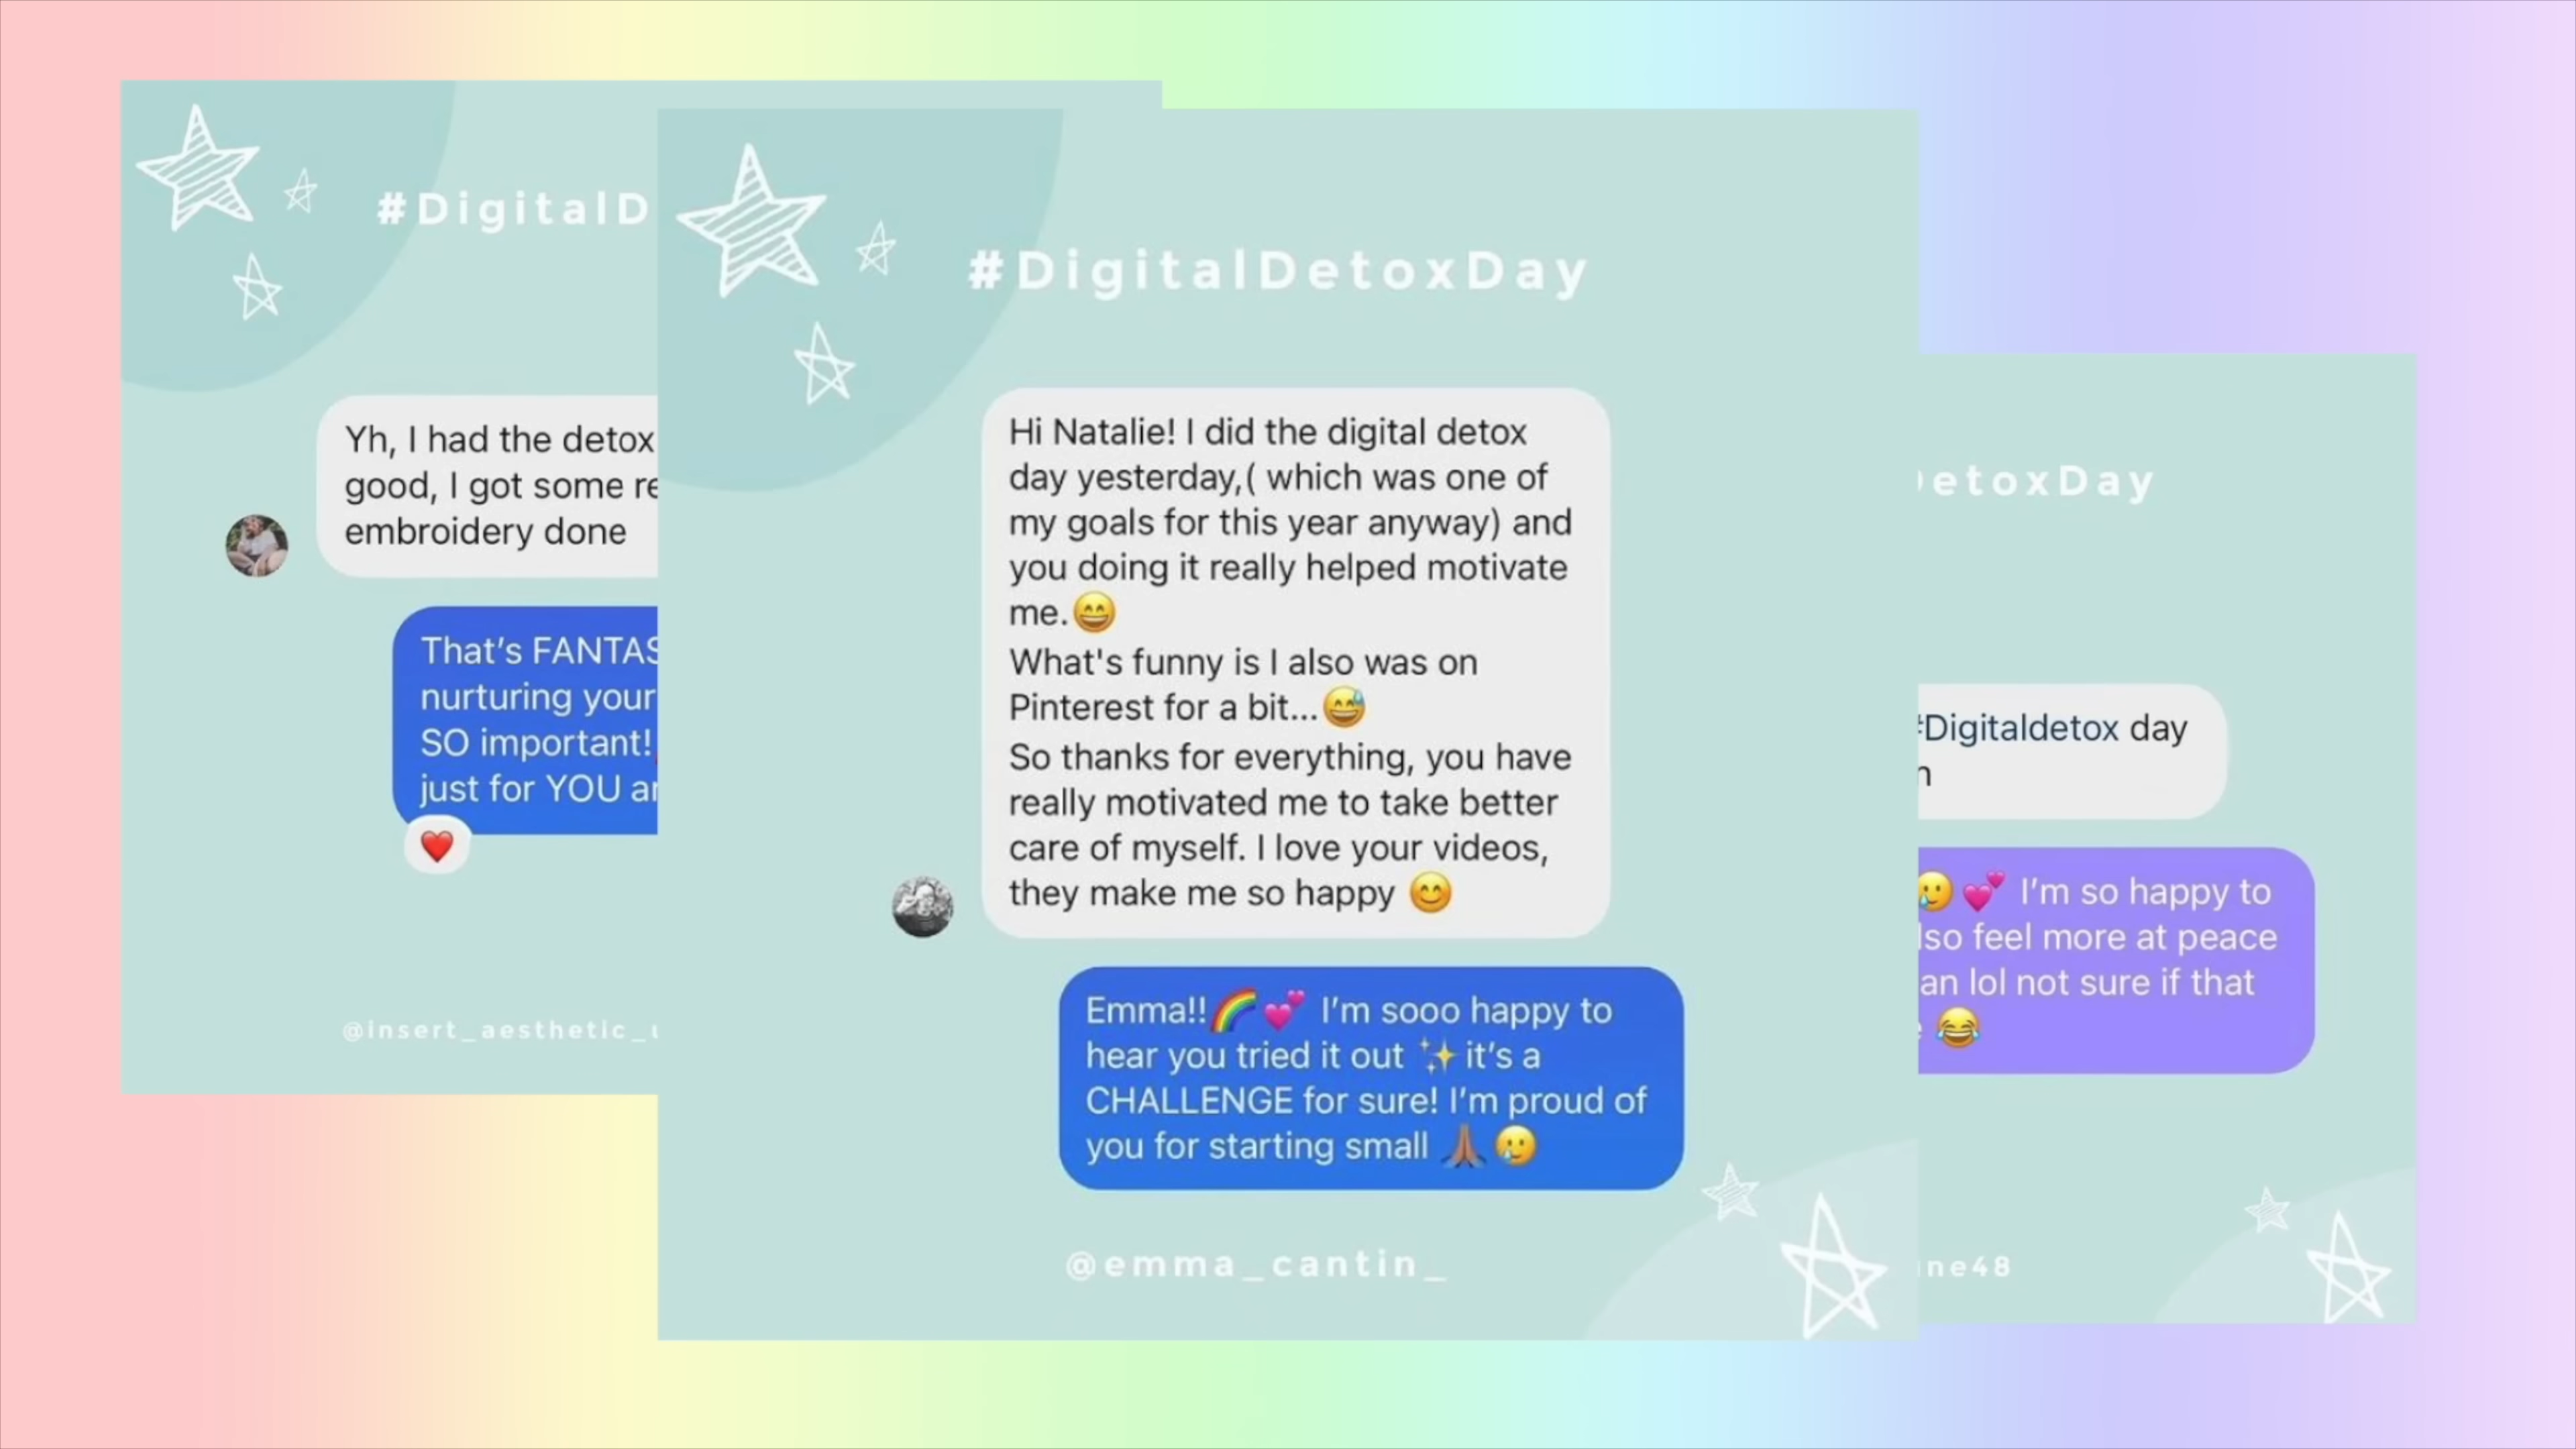 #DigitalD
Yh, I had the detox
good, I got some
embroidery done
That's
nurturing your
SO important!
just for YOU
❤️
@insert_aesthetic_
#DigitalDetoxDay
Hi Natalie! I did the digital detox
day yesterday,( which was one of
my goals for this year anyway) and
you doing it really helped motivate
me.😄
What's funny is I also was on
Pinterest for a bit...😅
So thanks for everything, you have
really motivated me to take better
care of myself. I love your videos,
they make me so happy 😊
Emma!!🌈💕 I'm sooo happy to
hear you tried it out ✨ it's a
CHALLENGE for sure! I'm proud of
you for starting small 🙏🏾🥲
@emma_cantin_
etoxDay
#Digitaldetox day
🥲💕 I'm so happy to
feel more at peace
lol not sure if that
😂
ne48